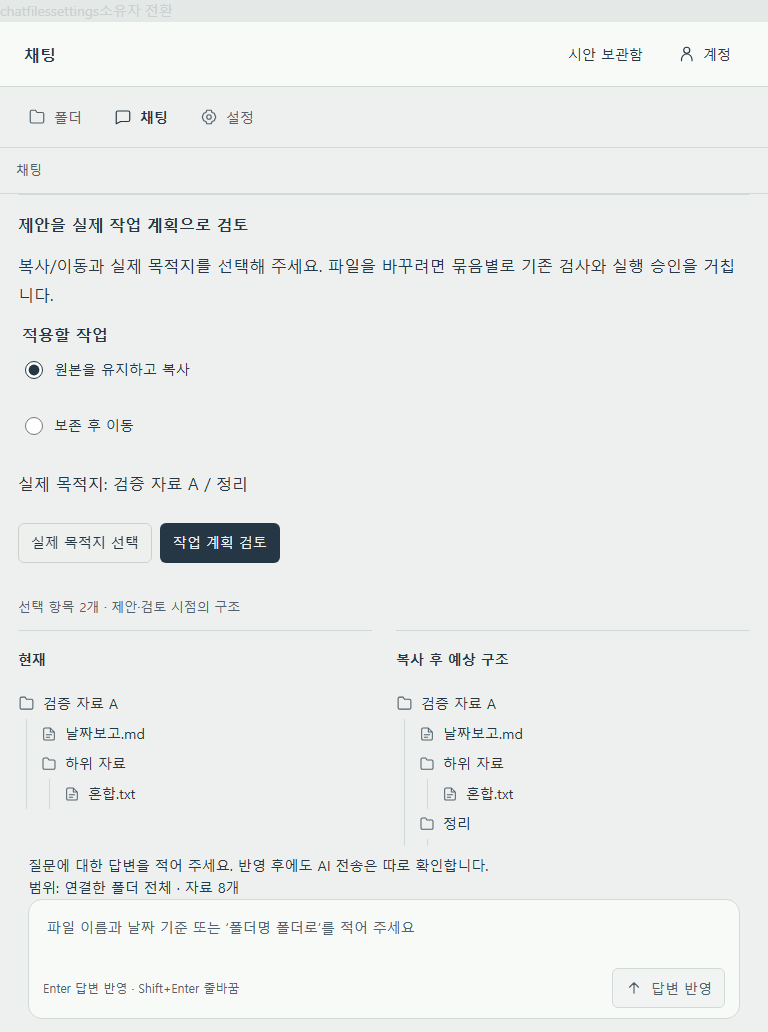 chatfilessettings소유자 전환
채팅
시안 보관함
계정
폴더
채팅
설정
채팅
제안을 실제 작업 계획으로 검토
복사/이동과 실제 목적지를 선택해 주세요. 파일을 바꾸려면 묶음별로 기존 검사와 실행 승인을 거칩
니다.
적용할 작업
원본을 유지하고 복사
보존 후 이동
실제 목적지: 검증 자료 A / 정리
실제 목적지 선택
작업 계획 검토
선택 항목 2개 · 제안·검토 시점의 구조
현재
검증 자료 A
날짜보고.md
하위 자료
혼합.txt
복사 후 예상 구조
검증 자료 A
날짜보고.md
하위 자료
혼합.txt
정리
질문에 대한 답변을 적어 주세요. 반영 후에도 AI 전송은 따로 확인합니다.
범위: 연결한 폴더 전체 · 자료 8개
파일 이름과 날짜 기준 또는 ‘폴더명 폴더로’를 적어 주세요
Enter 답변 반영 · Shift+Enter 줄바꿈
답변 반영